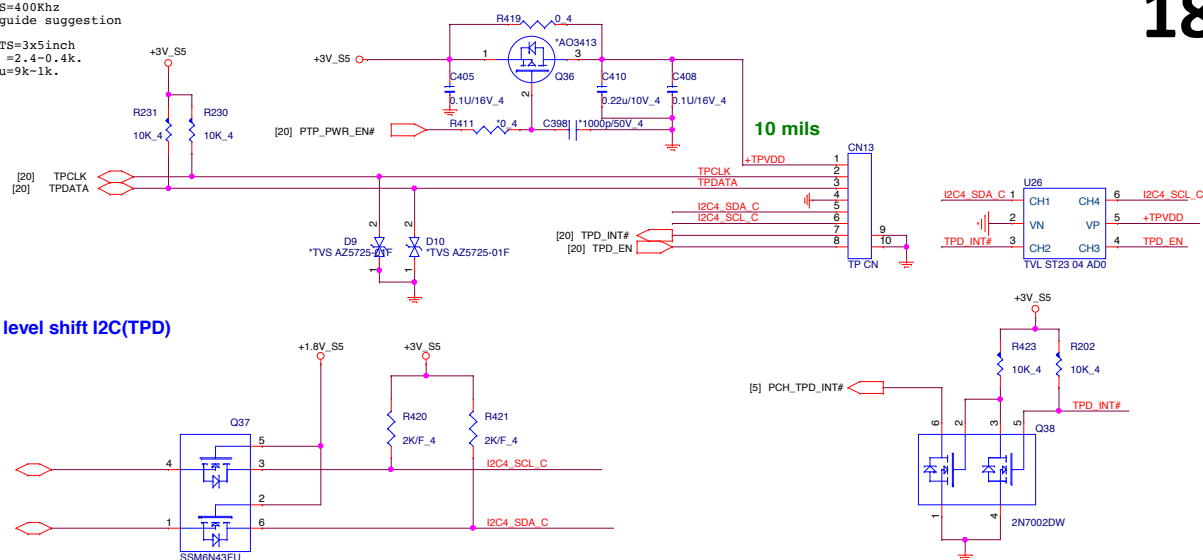 S=400Khz
guide suggestion
TS=3x5inch
=2.4~0.4k.
u=9k~1k.
18
+3V_S5
R231
10K_4
R230
10K_4
[20] TPCLK
[20] TPDATA
R419
0_4
+3V_S5
1
*AO3413
3
Q36
2
C405
0.1U/16V_4
C410
0.22u/10V_4
C408
0.1U/16V_4
[20] PTP_PWR_EN#
R411
*0_4
C398
*1000p/50V_4
10 mils
CN13
+TPVDD
TPCLK
TPDATA
I2C4_SDA_C
I2C4_SCL_C
[20] TPD_INT#
[20] TPD_EN
1
2
3
4
5
6
7
8
9
10
TP CN
2
D9
*TVS AZ5725-01F
1
2
D10
*TVS AZ5725-01F
1
U26
I2C4_SDA_C 1 CH1 CH4 6 I2C4_SCL_C
2 VN VP 5 +TPVDD
TPD_INT# 3 CH2 CH3 4 TPD_EN
TVL ST23 04 AD0
level shift I2C(TPD)
+1.8V_S5
+3V_S5
Q37
R420
2K/F_4
R421
2K/F_4
5
4
3
I2C4_SCL_C
2
1
6
I2C4_SDA_C
SSM6N43FU
+3V_S5
R423
10K_4
R202
10K_4
[5] PCH_TPD_INT#
TPD_INT#
6
2
3
5
Q38
1
4
2N7002DW